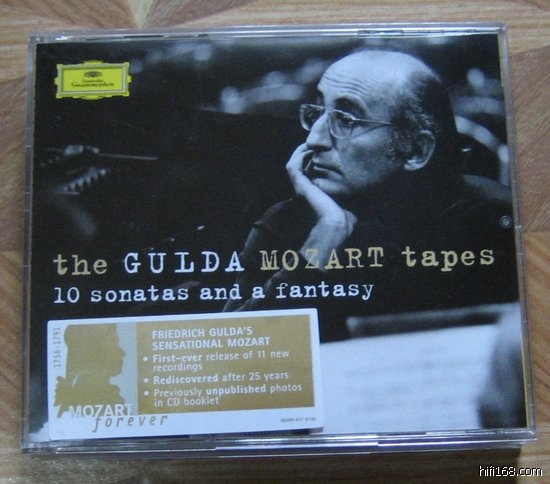 Deutsche
Grammophon
the GULDA MOZART tapes
10 sonatas and a fantasy
1756-1791
MOZART
forever
FRIEDRICH GULDA'S
SENSATIONAL MOZART
• First-ever release of 11 new
recordings
• Rediscovered after 25 years
• Previously unpublished photos
in CD booklet
hifi168.com